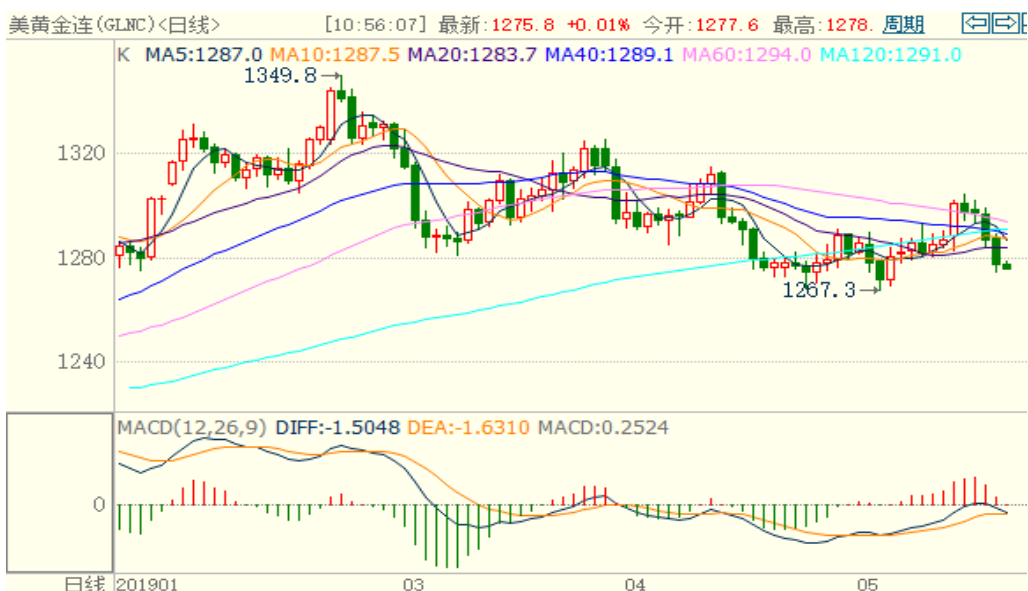 美黄金连(GLNC)<日线> [10:56:07] 最新:1275.8 +0.01% 今开:1277.6 最高:1278. 周期
K MA5:1287.0 MA10:1287.5 MA20:1283.7 MA40:1289.1 MA60:1294.0 MA120:1291.0
1349.8→
1320
1280
1267.3→
1240
MACD(12,26,9) DIFF:-1.5048 DEA:-1.6310 MACD:0.2524
0
日线 201901 03 04 05